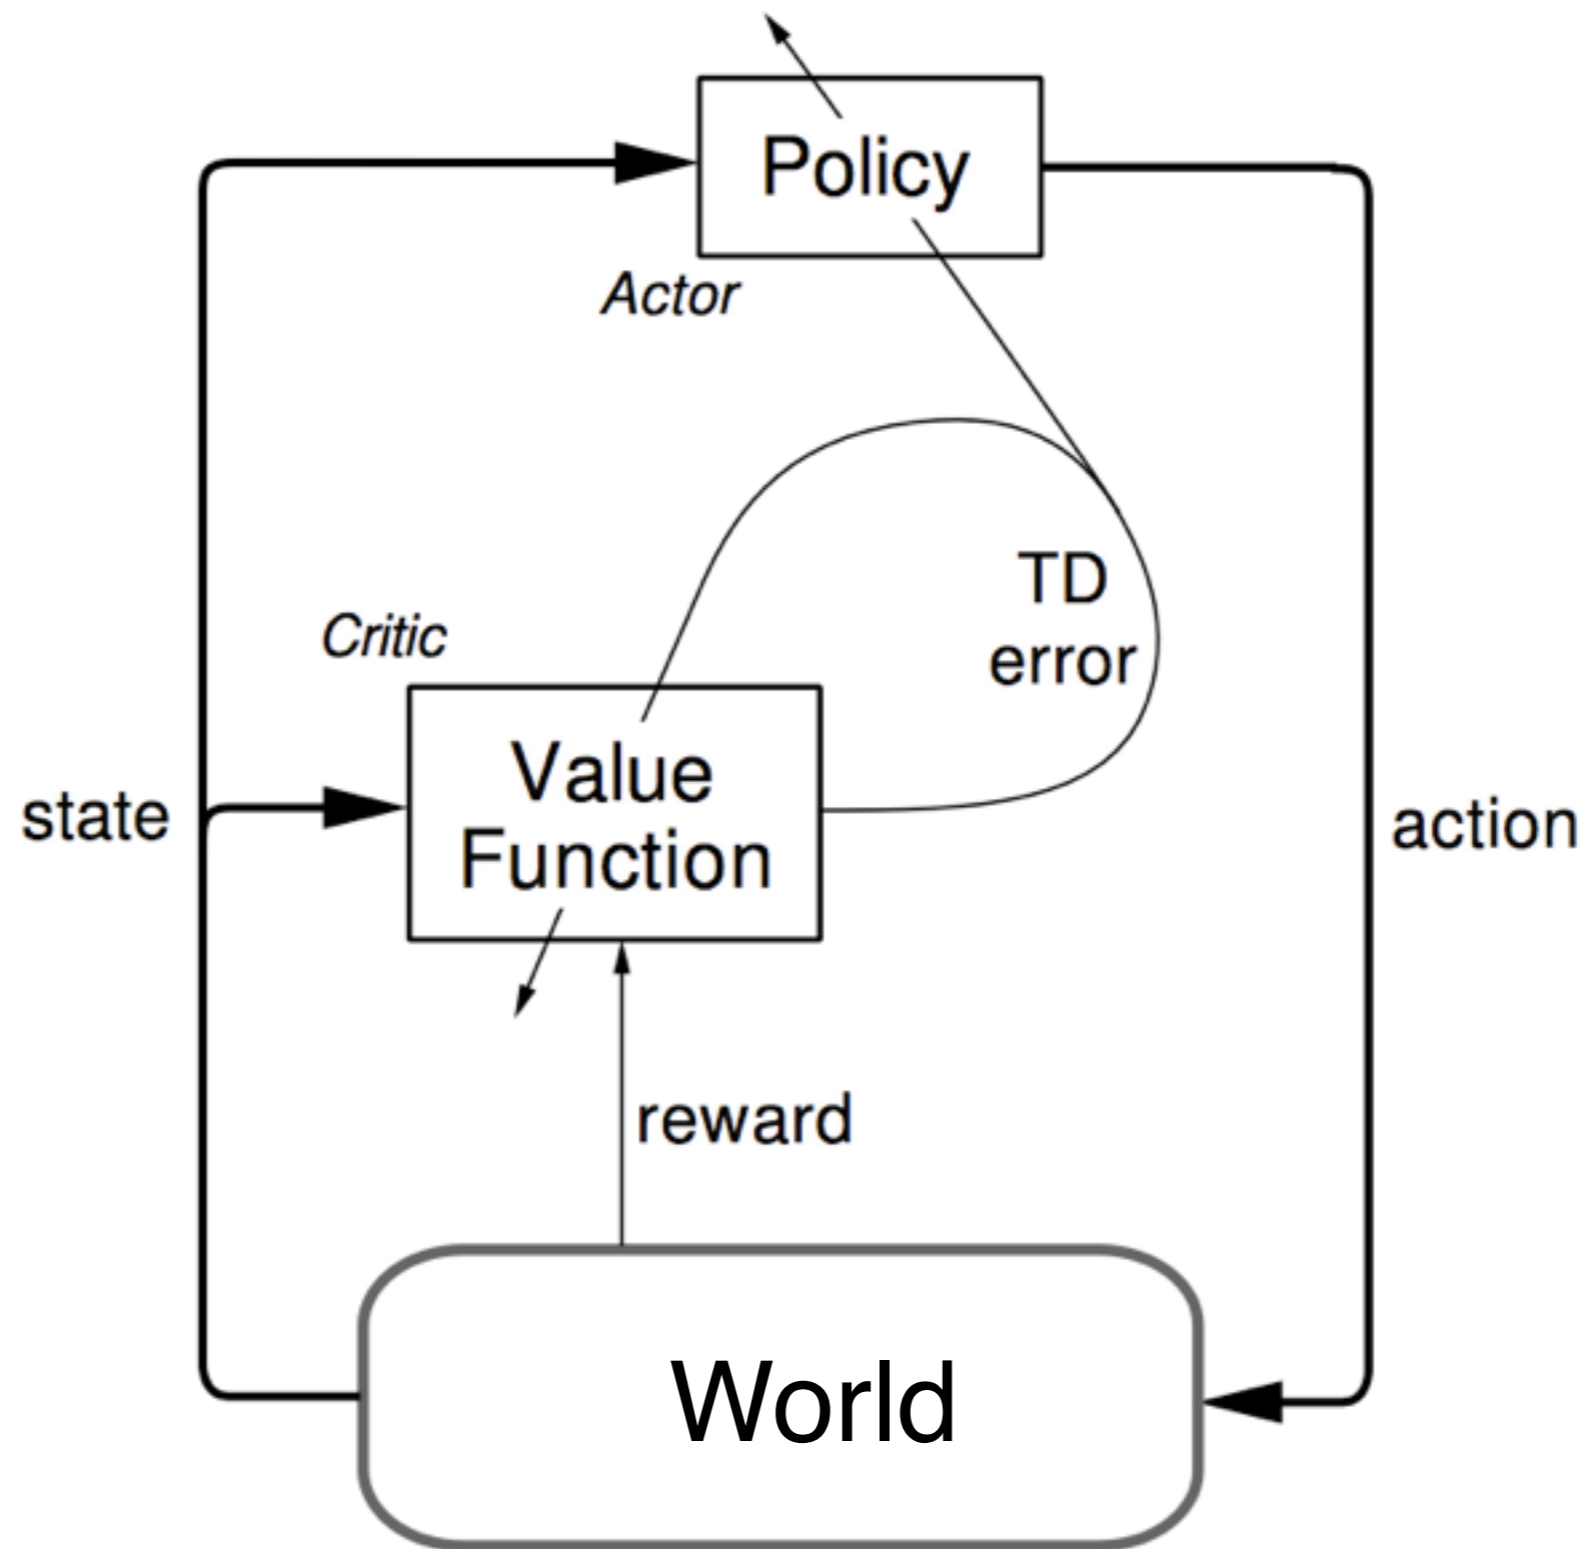 Policy
Actor
TD
error
Critic
Value
Function
state
action
reward
World